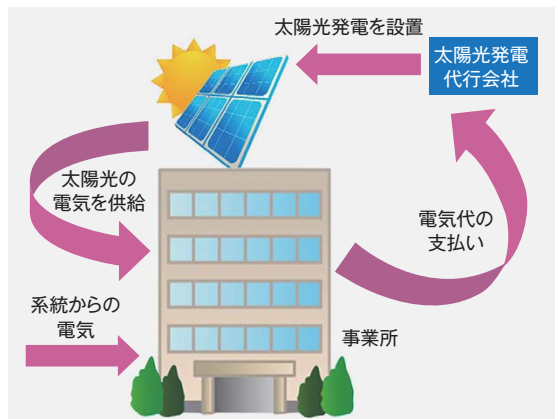 太陽光発電を設置
太陽光発電
代行会社
太陽光の
電気を供給
電気代の
支払い
系統からの
電気
事業所